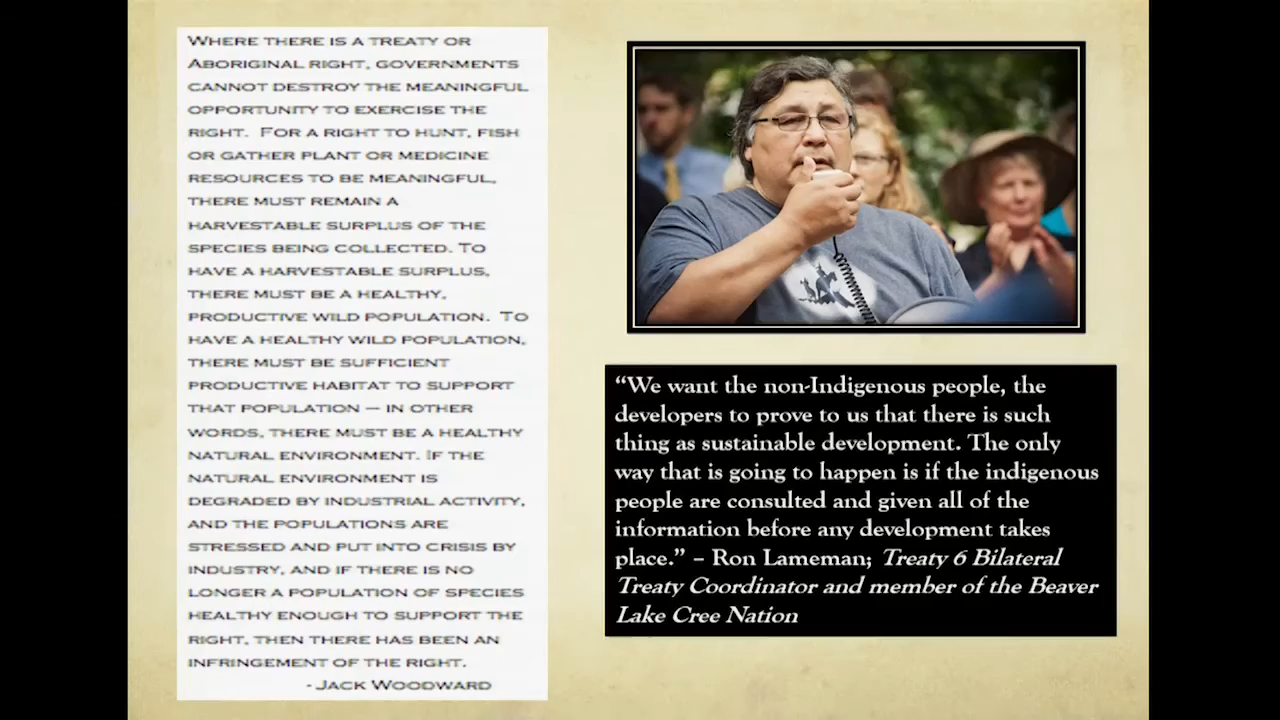 WHERE THERE IS A TREATY OR
ABORIGINAL RIGHT, GOVERNMENTS
CANNOT DESTROY THE MEANINGFUL
OPPORTUNITY TO EXERCISE THE
RIGHT. FOR A RIGHT TO HUNT, FISH
OR GATHER PLANT OR MEDICINE
RESOURCES TO BE MEANINGFUL,
THERE MUST REMAIN A
HARVESTABLE SURPLUS OF THE
SPECIES BEING COLLECTED. TO
HAVE A HARVESTABLE SURPLUS,
THERE MUST BE A HEALTHY,
PRODUCTIVE WILD POPULATION. TO
HAVE A HEALTHY WILD POPULATION,
THERE MUST BE SUFFICIENT
PRODUCTIVE HABITAT TO SUPPORT
THAT POPULATION – IN OTHER
WORDS, THERE MUST BE A HEALTHY
NATURAL ENVIRONMENT. IF THE
NATURAL ENVIRONMENT IS
DEGRADED BY INDUSTRIAL ACTIVITY,
AND THE POPULATIONS ARE
STRESSED AND PUT INTO CRISIS BY
INDUSTRY, AND IF THERE IS NO
LONGER A POPULATION OF SPECIES
HEALTHY ENOUGH TO SUPPORT THE
RIGHT, THEN THERE HAS BEEN AN
INFRINGEMENT OF THE RIGHT.
- JACK WOODWARD
“We want the non-Indigenous people, the
developers to prove to us that there is such
thing as sustainable development. The only
way that is going to happen is if the indigenous
people are consulted and given all of the
information before any development takes
place.” – Ron Lameman; Treaty 6 Bilateral
Treaty Coordinator and member of the Beaver
Lake Cree Nation